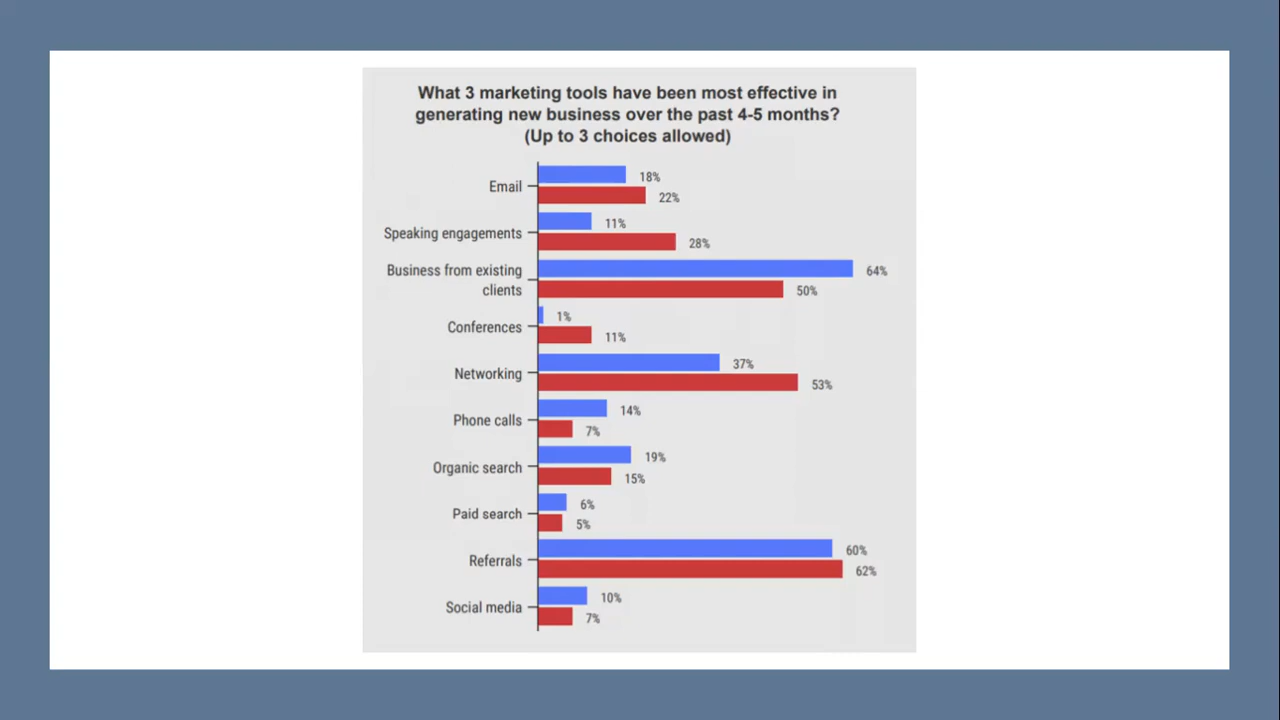 What 3 marketing tools have been most effective in
generating new business over the past 4-5 months?
(Up to 3 choices allowed)
Email
18%
22%
Speaking engagements
11%
28%
Business from existing
clients
64%
50%
Conferences
1%
11%
Networking
37%
53%
Phone calls
14%
7%
Organic search
19%
15%
Paid search
6%
5%
Referrals
60%
62%
Social media
10%
7%